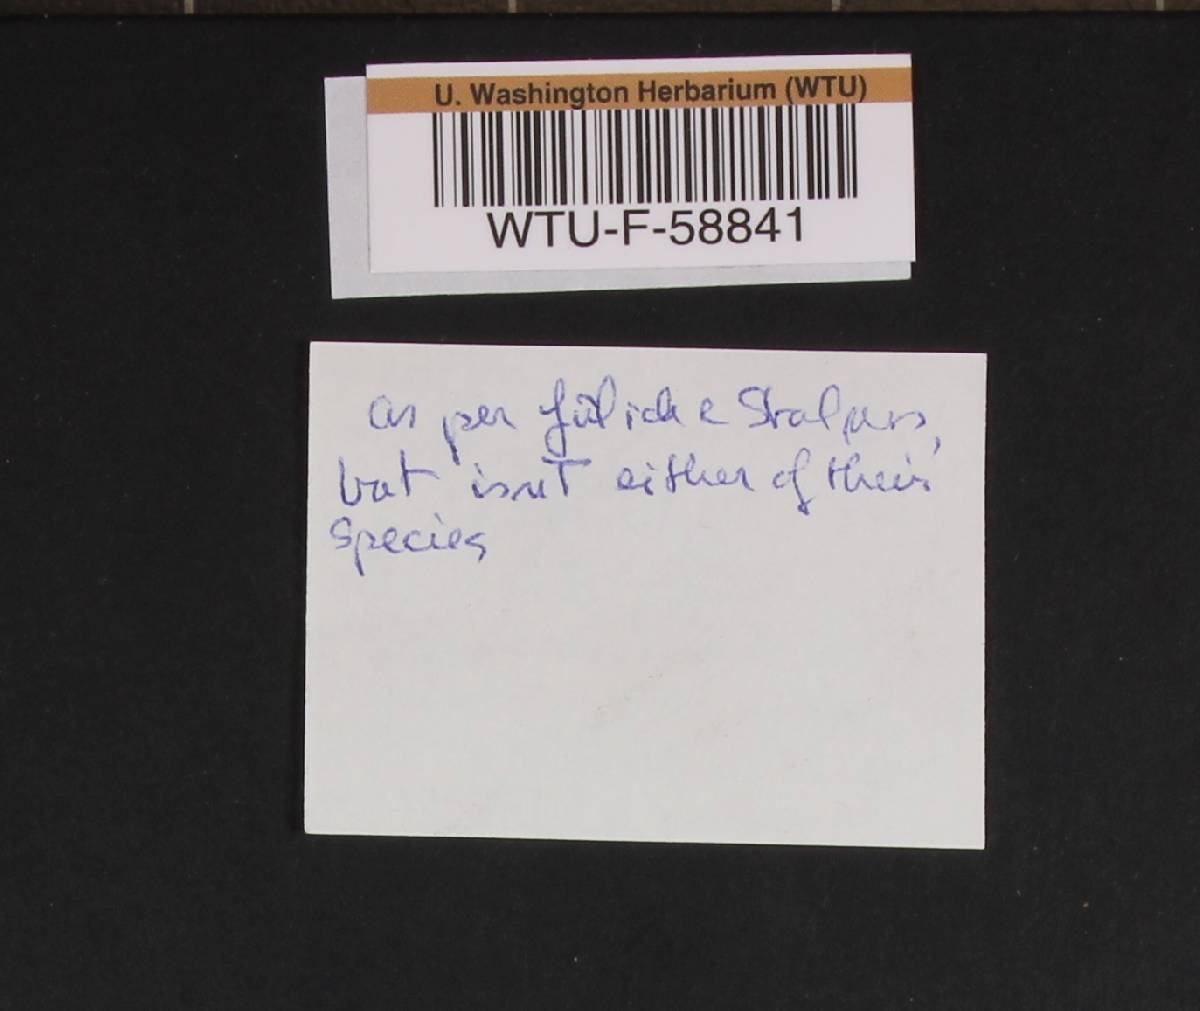 U. Washington Herbarium (WTU)
WTU-F-58841
as per Jülich & Stalpers,
but isn't either of their
species